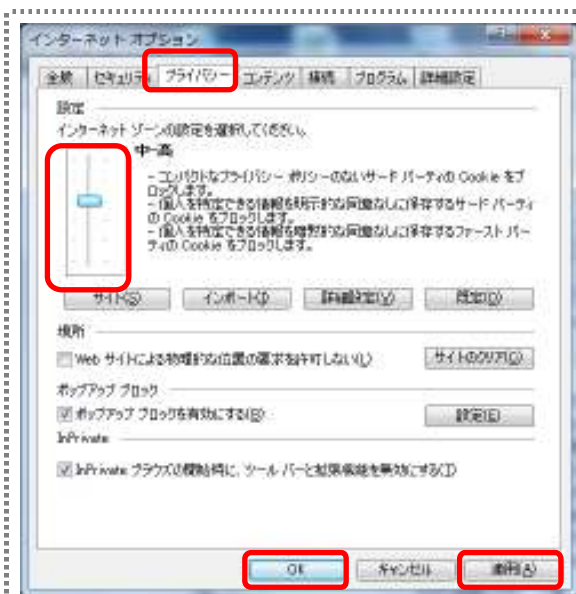 インターネット オプション
全般 セキュリティ プライバシー コンテンツ 接続 プログラム 詳細設定
設定
インターネット ゾーンの設定を選択してください。
中-高
- コンパクトなプライバシー ポリシーのないサード パーティの Cookie をブ
ロックします。
- 個人を特定できる情報を明示的な同意なしに保存するサード パーティ
の Cookie をブロックします。
- 個人を特定できる情報を暗黙的な同意なしに保存するファースト パー
ティの Cookie をブロックします。
サイト(S) インポート(I) 詳細設定(V) 既定(D)
場所
Web サイトによる物理的な位置の要求を許可しない(L) サイトのクリア(C)
ポップアップ ブロック
ポップアップ ブロックを有効にする(B) 設定(E)
InPrivate
InPrivate ブラウズの開始時に、ツール バーと拡張機能を無効にする(T)
OK キャンセル 適用(A)